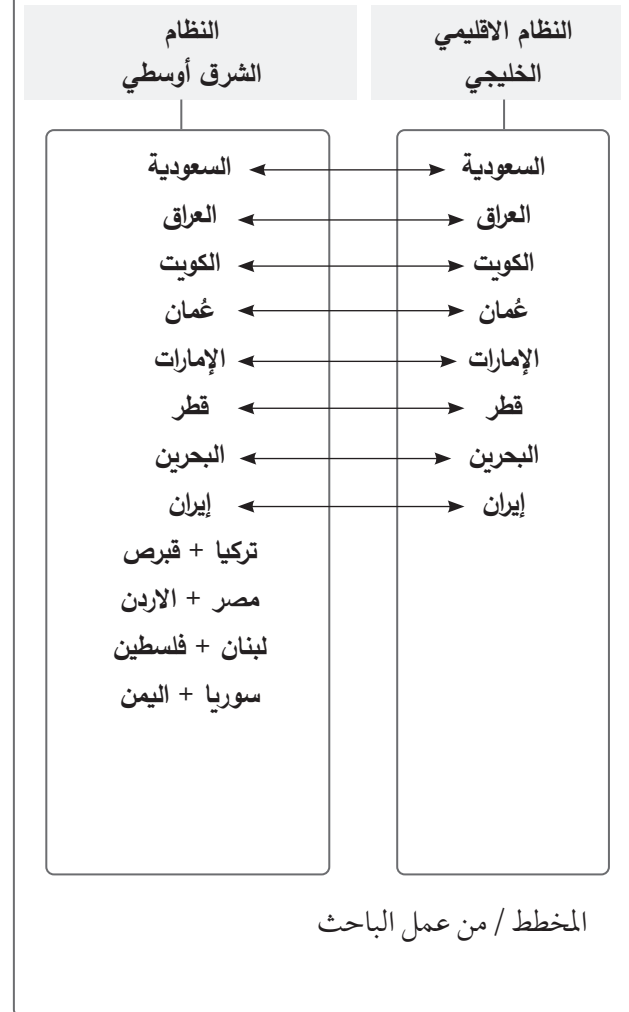 النظام الاقليمي
الخليجي
السعودية
العراق
الكويت
عُمان
الإمارات
قطر
البحرين
إيران
النظام
الشرق أوسطي
السعودية
العراق
الكويت
عُمان
الإمارات
قطر
البحرين
إيران
تركيا + قبرص
مصر + الاردن
لبنان + فلسطين
سوريا + اليمن
المخطط / من عمل الباحث